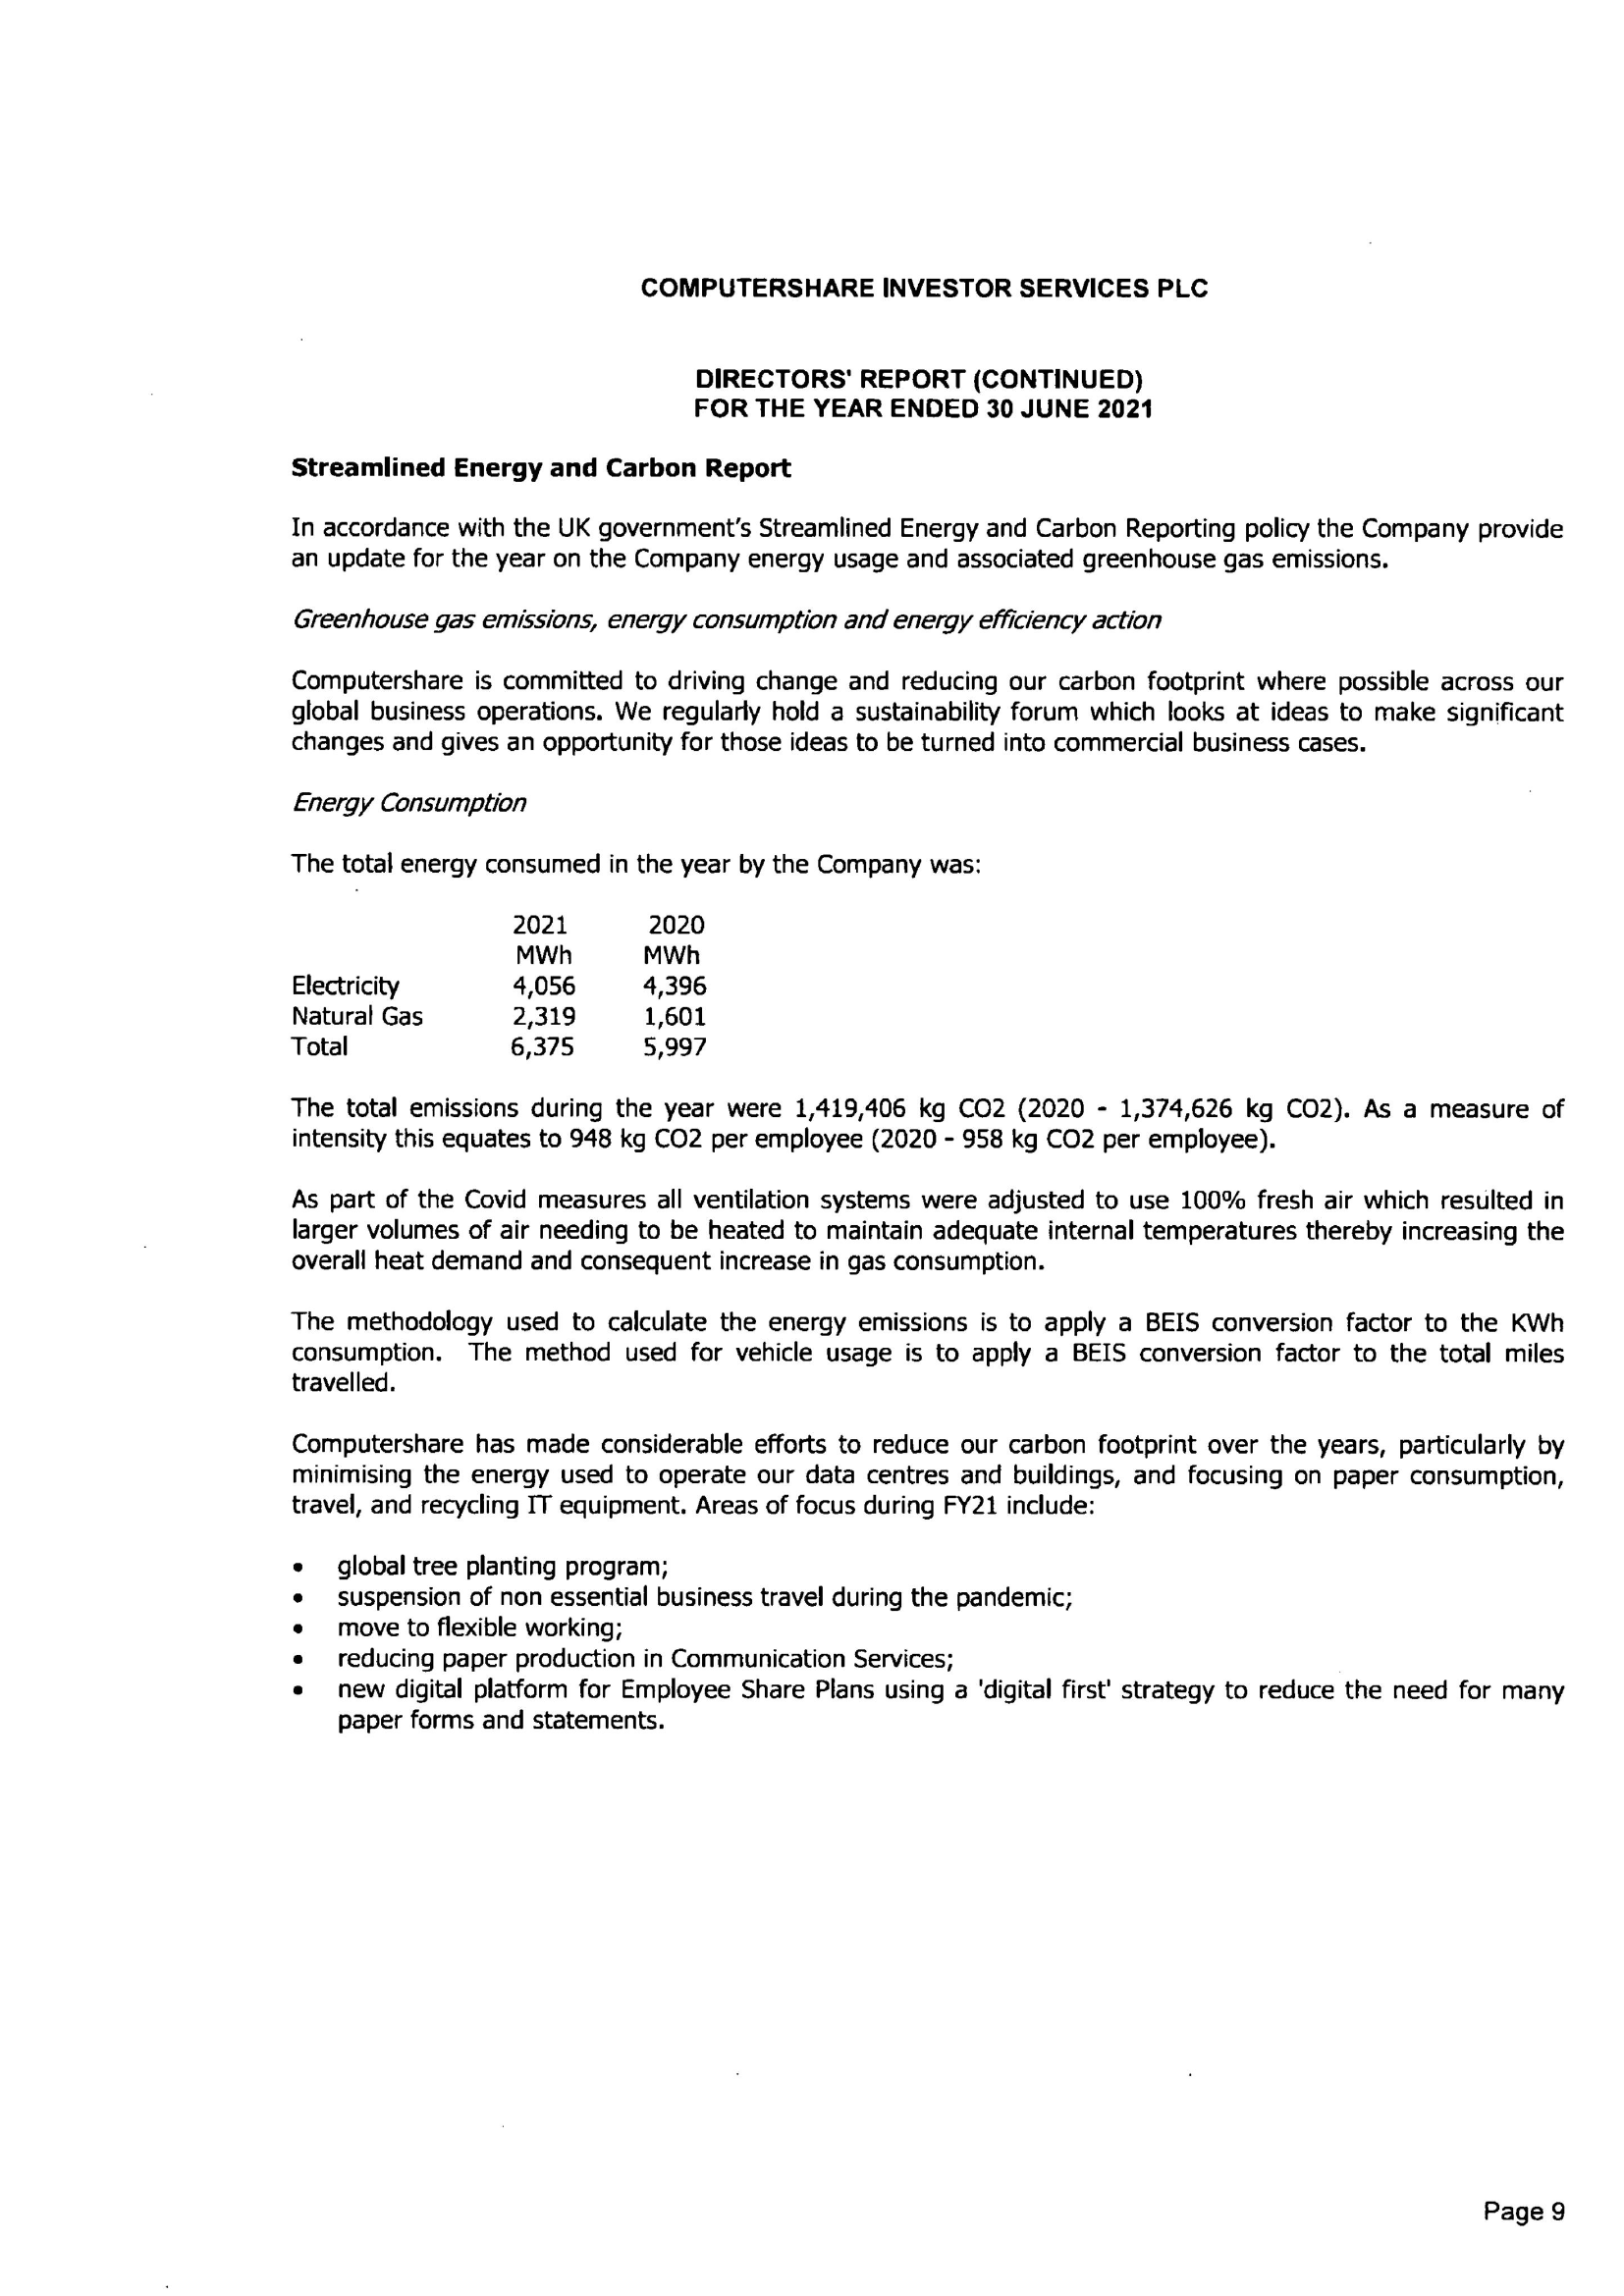 COMPUTERSHARE INVESTOR SERVICES PLC
DIRECTORS' REPORT (CONTINUED)
FOR THE YEAR ENDED 30 JUNE 2021
Streamlined Energy and Carbon Report
In accordance with the UK government's Streamlined Energy and Carbon Reporting policy the Company provide
an update for the year on the Company energy usage and associated greenhouse gas emissions.
Greenhouse gas emissions, energy consumption and energy efficiency action
Computershare is committed to driving change and reducing our carbon footprint where possible across our
global business operations. We regularly hold a sustainability forum which looks at ideas to make significant
changes and gives an opportunity for those ideas to be turned into commercial business cases.
Energy Consumption
The total energy consumed in the year by the Company was:
2021 2020
MWh MWh
Electricity 4,056 4,396
Natural Gas 2,319 1,601
Total 6,375 5,997
The total emissions during the year were 1,419,406 kg CO2 (2020 - 1,374,626 kg CO2). As a measure of
intensity this equates to 948 kg CO2 per employee (2020 - 958 kg CO2 per employee).
As part of the Covid measures all ventilation systems were adjusted to use 100% fresh air which resulted in
larger volumes of air needing to be heated to maintain adequate internal temperatures thereby increasing the
overall heat demand and consequent increase in gas consumption.
The methodology used to calculate the energy emissions is to apply a BEIS conversion factor to the KWh
consumption. The method used for vehicle usage is to apply a BEIS conversion factor to the total miles
travelled.
Computershare has made considerable efforts to reduce our carbon footprint over the years, particularly by
minimising the energy used to operate our data centres and buildings, and focusing on paper consumption,
travel, and recycling IT equipment. Areas of focus during FY21 include:
• global tree planting program;
• suspension of non essential business travel during the pandemic;
• move to flexible working;
• reducing paper production in Communication Services;
• new digital platform for Employee Share Plans using a 'digital first' strategy to reduce the need for many
paper forms and statements.
Page 9